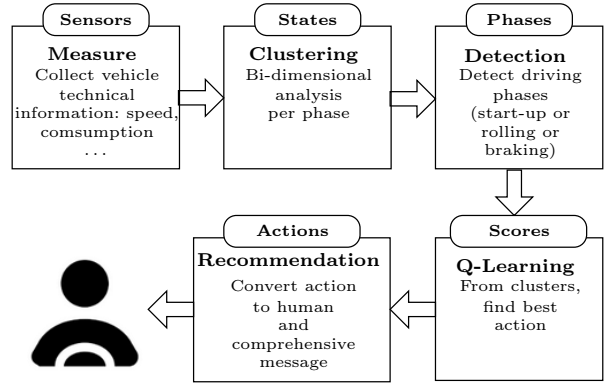 Sensors
Measure
Collect vehicle
technical
information: speed,
comsumption
...
States
Clustering
Bi-dimensional
analysis
per phase
Phases
Detection
Detect driving
phases
(start-up or
rolling or
braking)
Scores
Q-Learning
From clusters,
find best
action
Actions
Recommendation
Convert action
to human
and
comprehensive
message